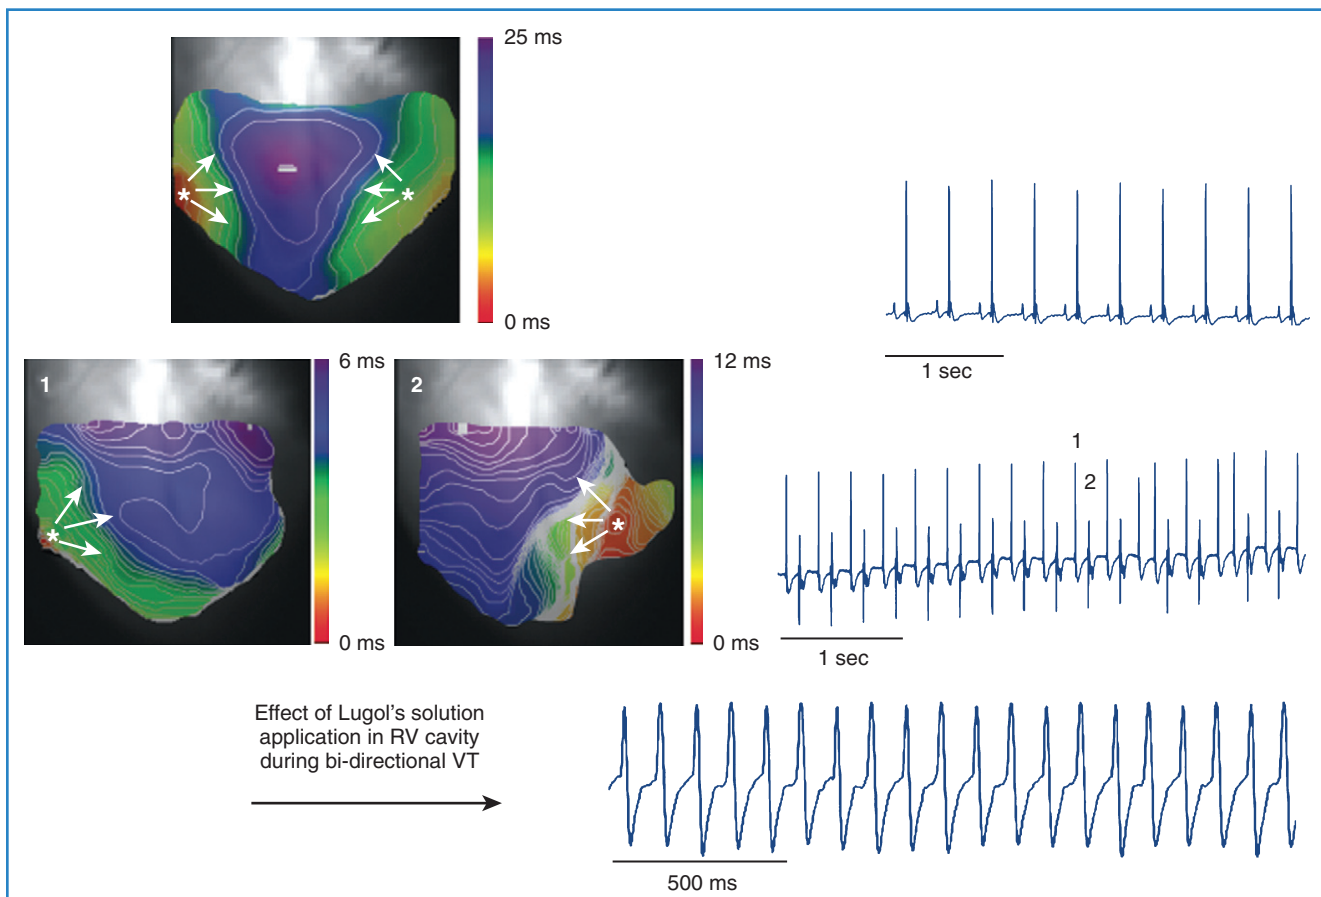 25 ms
*
*
0 ms
1 sec
1
6 ms
*
0 ms
2
12 ms
*
0 ms
1
2
1 sec
Effect of Lugol’s solution
application in RV cavity
during bi-directional VT
500 ms